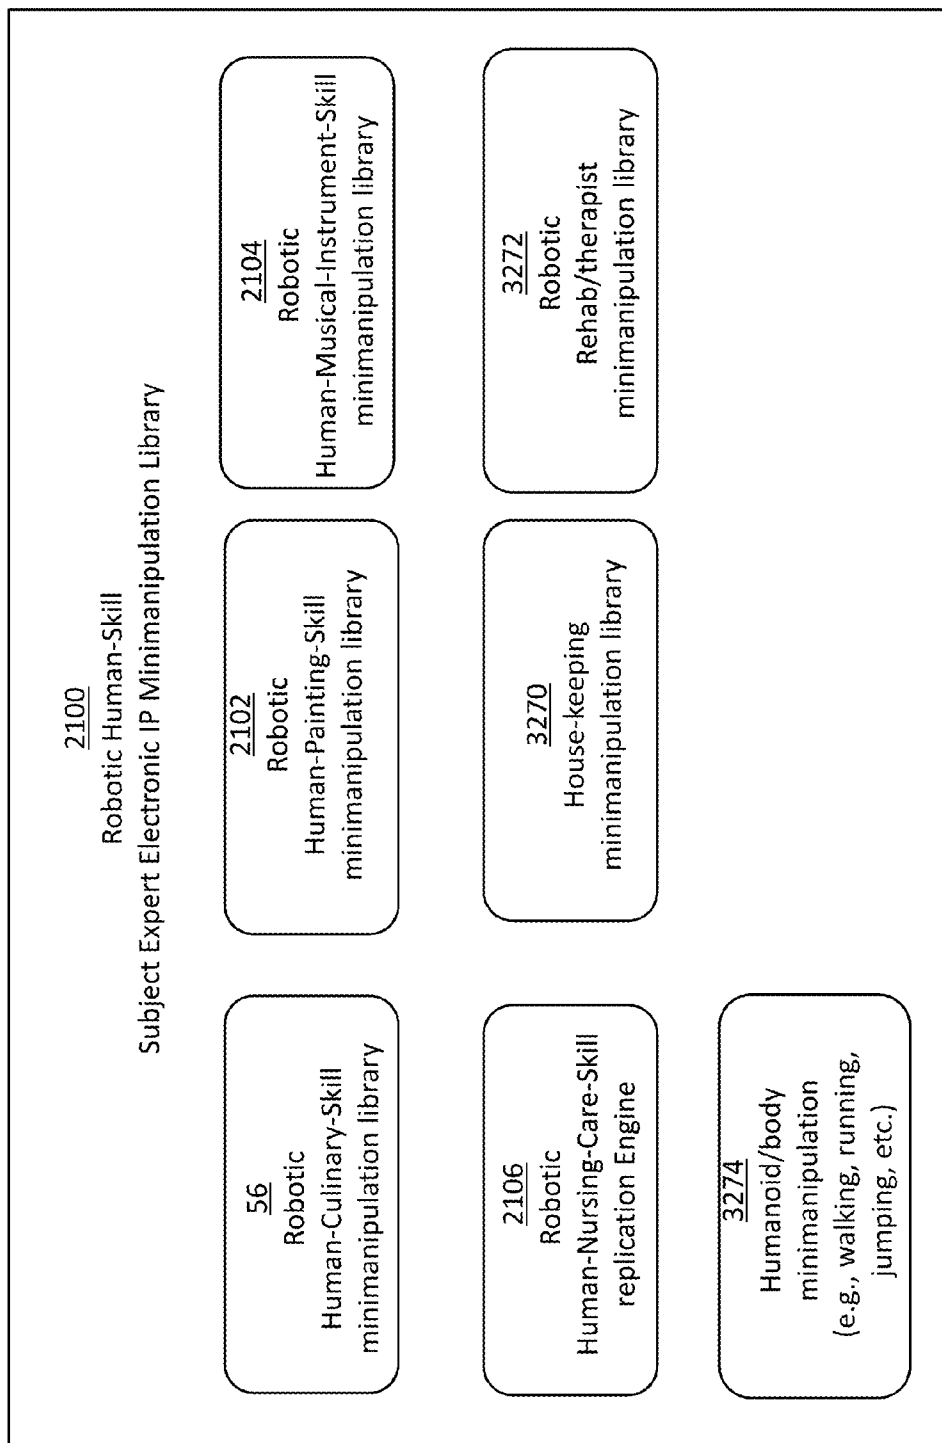 2100
Robotic Human-Skill
Subject Expert Electronic IP Minimanipulation Library
56
Robotic
Human-Culinary-Skill
minimanipulation library
2102
Robotic
Human-Painting-Skill
minimanipulation library
2104
Robotic
Human-Musical-Instrument-Skill
minimanipulation library
2106
Robotic
Human-Nursing-Care-Skill
replication Engine
3270
House-keeping
minimanipulation library
3272
Robotic
Rehab/therapist
minimanipulation library
3274
Humanoid/body
minimanipulation
(e.g., walking, running,
jumping, etc.)